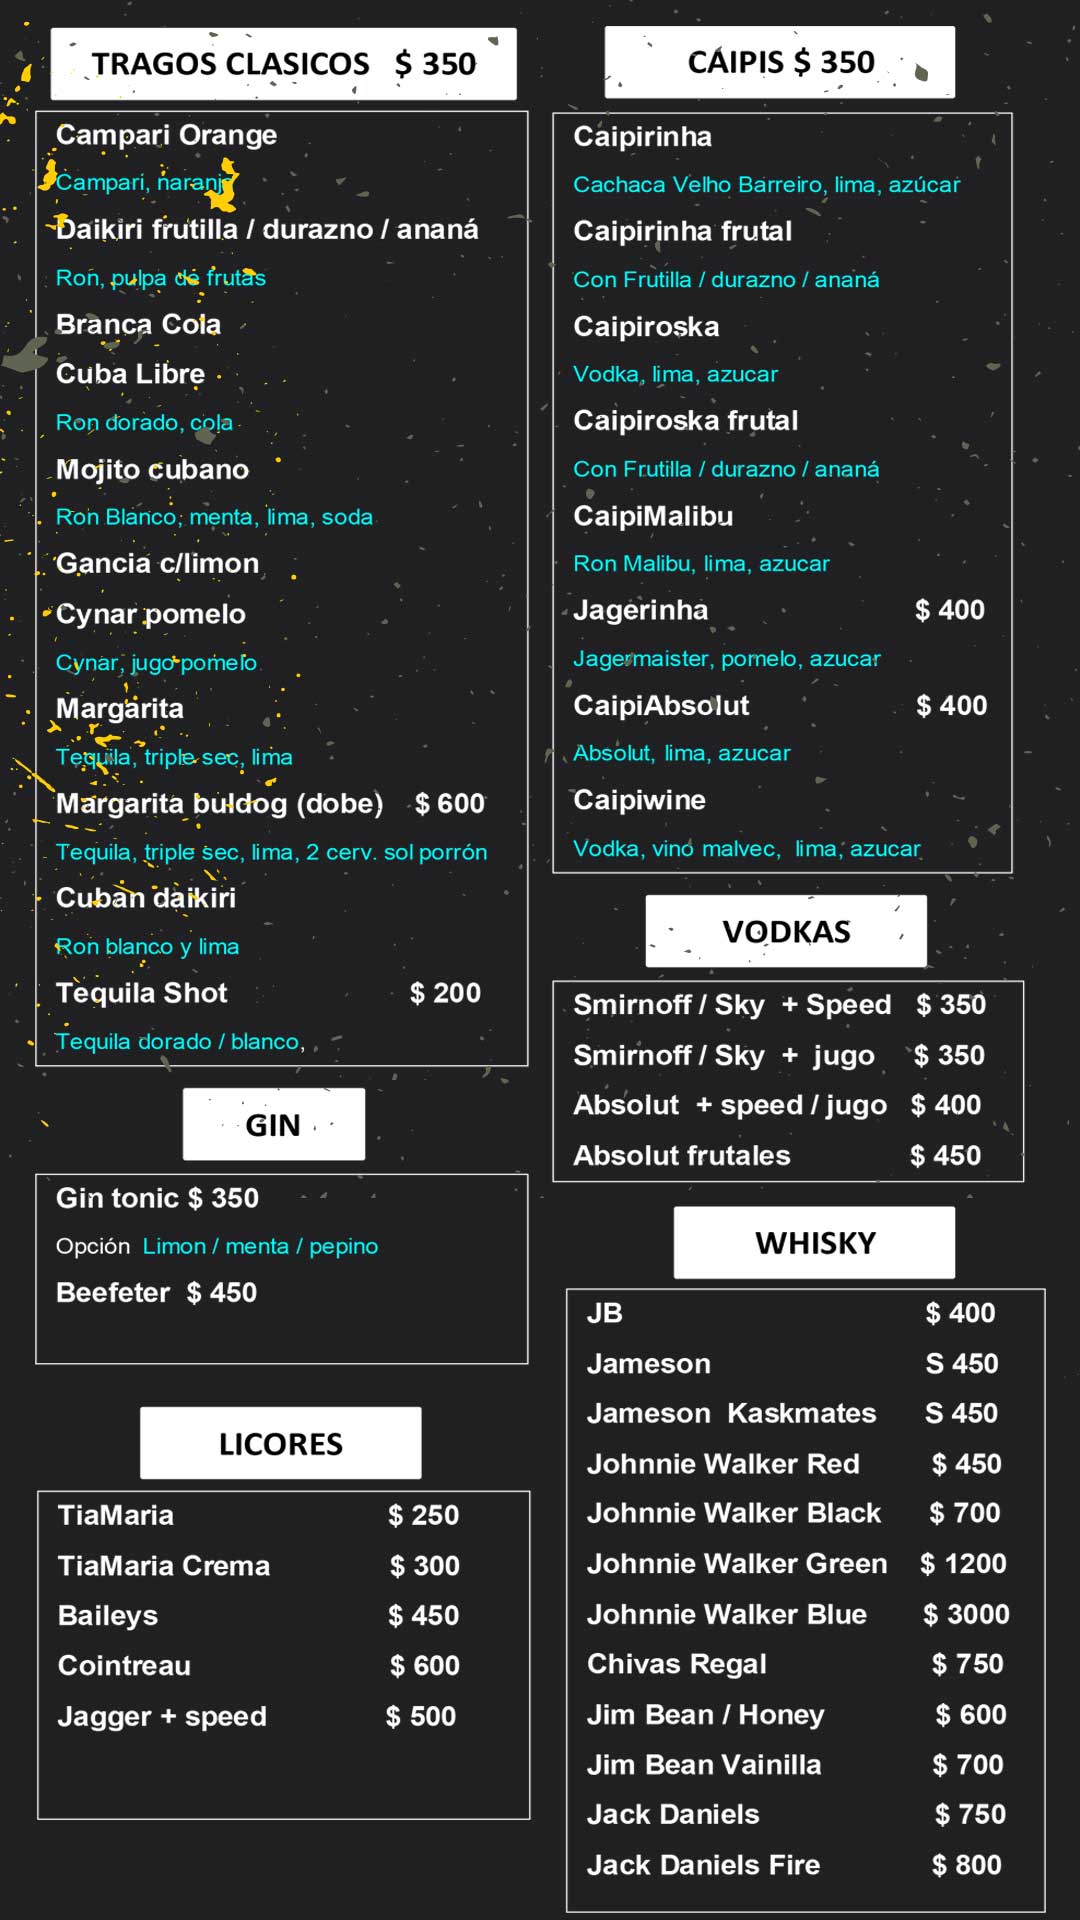 TRAGOS CLASICOS $ 350
Campari Orange
Campari, naranja
Daikiri frutilla / durazno / ananá
Ron, pulpa de frutas
Branca Cola
Cuba Libre
Ron dorado, cola
Mojito cubano
Ron Blanco, menta, lima, soda
Gancia c/limon
Cynar pomelo
Cynar, jugo pomelo
Margarita
Tequila, triple sec, lima
Margarita buldog (dobe) $ 600
Tequila, triple sec, lima, 2 cerv. sol porrón
Cuban daikiri
Ron blanco y lima
Tequila Shot $ 200
Tequila dorado / blanco,
GIN
Gin tonic $ 350
Opción Limon / menta / pepino
Beefeter $ 450
LICORES
TiaMaria $ 250
TiaMaria Crema $ 300
Baileys $ 450
Cointreau $ 600
Jagger + speed $ 500
CAIPIS $ 350
Caipirinha
Cachaca Velho Barreiro, lima, azúcar
Caipirinha frutal
Con Frutilla / durazno / ananá
Caipiroska
Vodka, lima, azucar
Caipiroska frutal
Con Frutilla / durazno / ananá
CaipiMalibu
Ron Malibu, lima, azucar
Jagerinha $ 400
Jagermaister, pomelo, azucar
CaipiAbsolut $ 400
Absolut, lima, azucar
Caipiwine
Vodka, vino malvec, lima, azucar
VODKAS
Smirnoff / Sky + Speed $ 350
Smirnoff / Sky + jugo $ 350
Absolut + speed / jugo $ 400
Absolut frutales $ 450
WHISKY
JB $ 400
Jameson S 450
Jameson Kaskmates S 450
Johnnie Walker Red $ 450
Johnnie Walker Black $ 700
Johnnie Walker Green $ 1200
Johnnie Walker Blue $ 3000
Chivas Regal $ 750
Jim Bean / Honey $ 600
Jim Bean Vainilla $ 700
Jack Daniels $ 750
Jack Daniels Fire $ 800